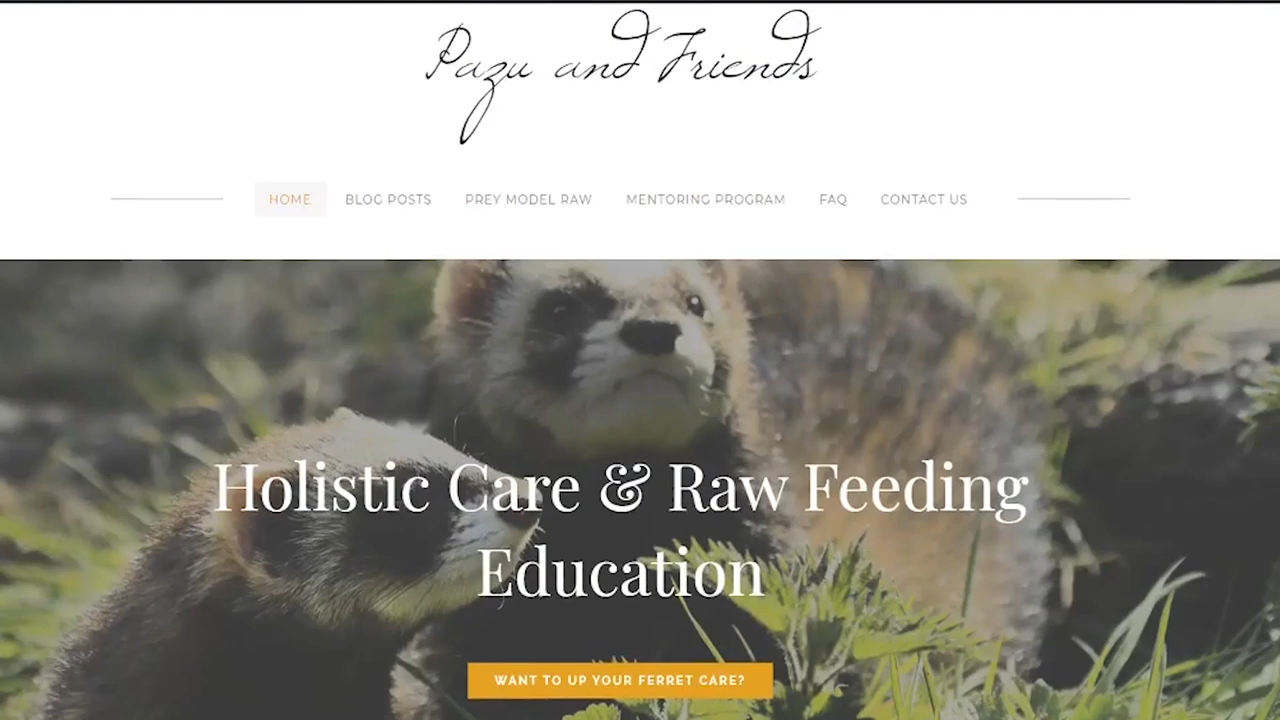 Pazu and Friends
HOME BLOG POSTS PREY MODEL RAW MENTORING PROGRAM FAQ CONTACT US
Holistic Care & Raw Feeding
Education
WANT TO UP YOUR FERRET CARE?